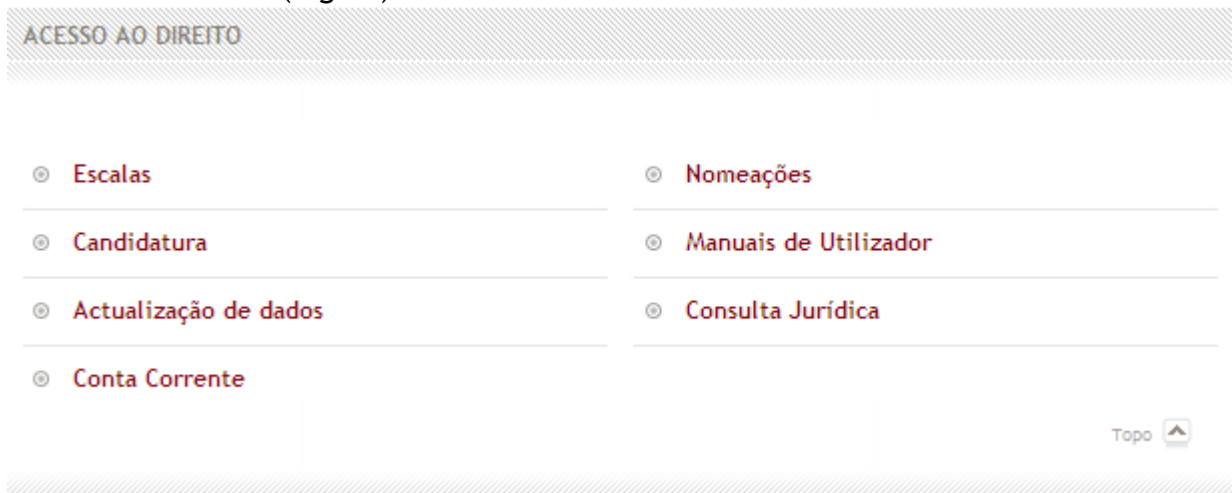 ACESSO AO DIREITO
Escalas
Nomeações
Candidatura
Manuais de Utilizador
Actualização de dados
Consulta Jurídica
Conta Corrente
Topo